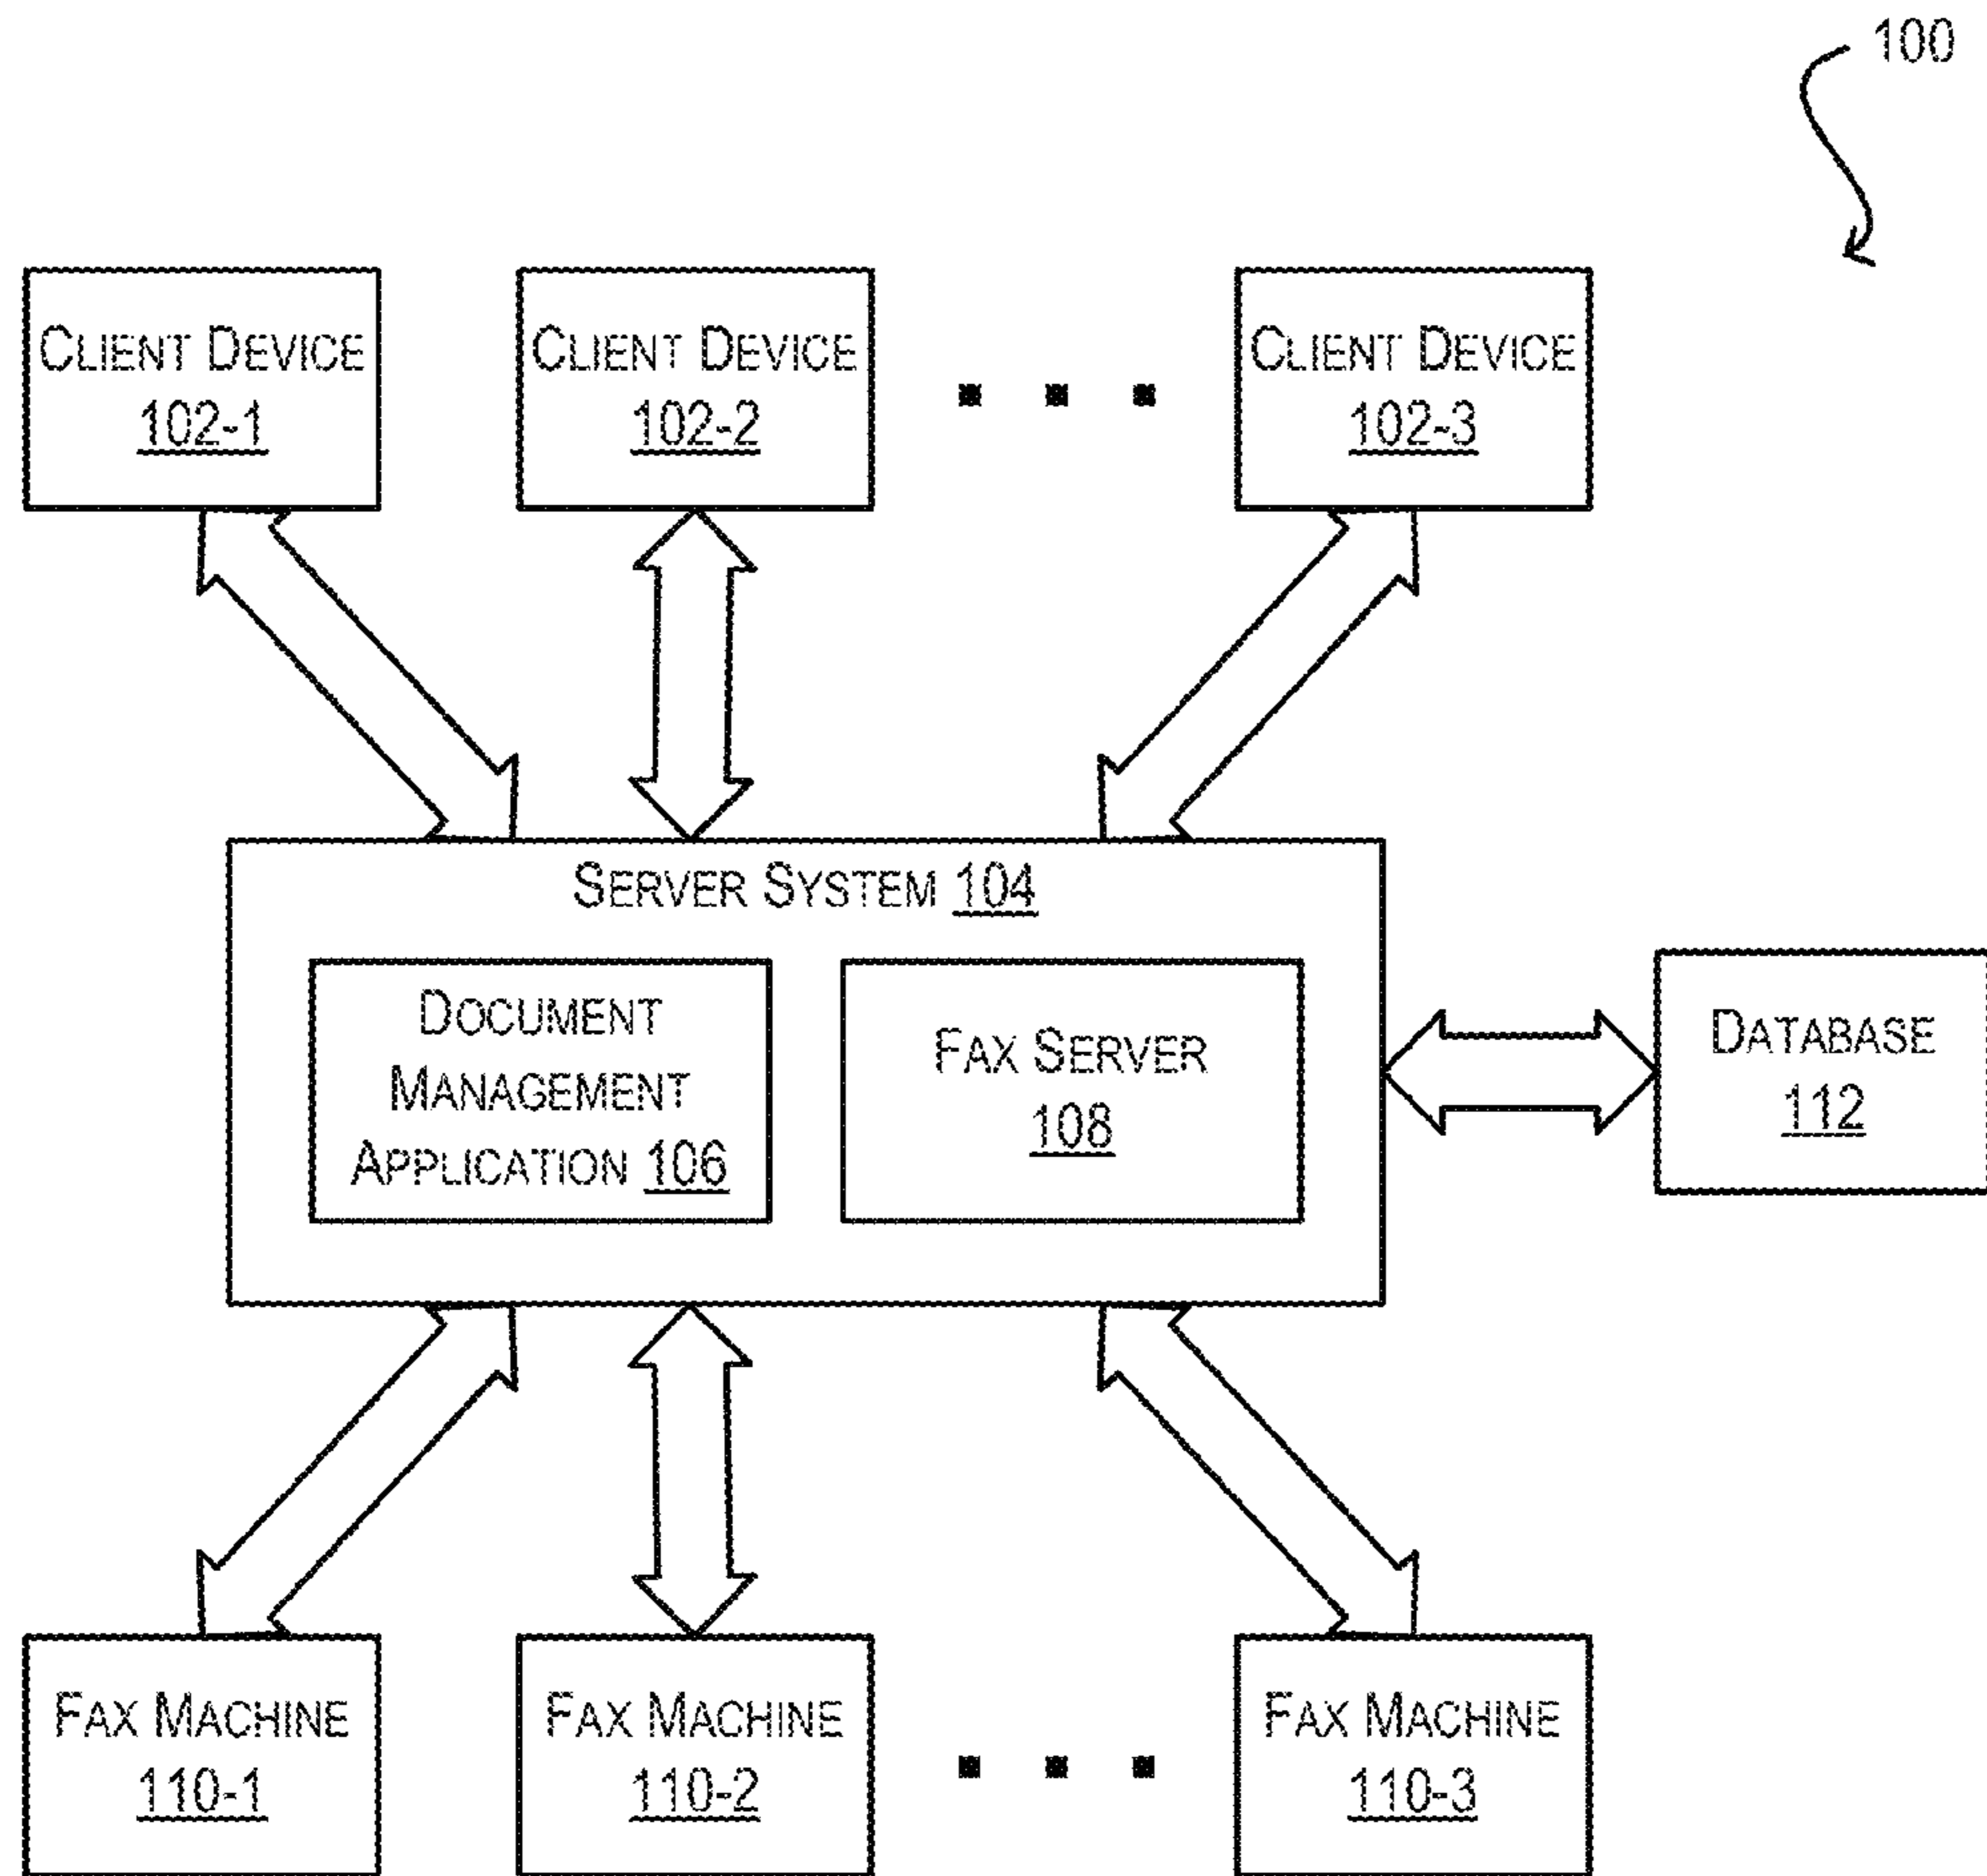 100
CLIENT DEVICE
102-1
CLIENT DEVICE
102-2
CLIENT DEVICE
102-3
SERVER SYSTEM 104
DOCUMENT
MANAGEMENT
APPLICATION 106
FAX SERVER
108
DATABASE
112
FAX MACHINE
110-1
FAX MACHINE
110-2
FAX MACHINE
110-3